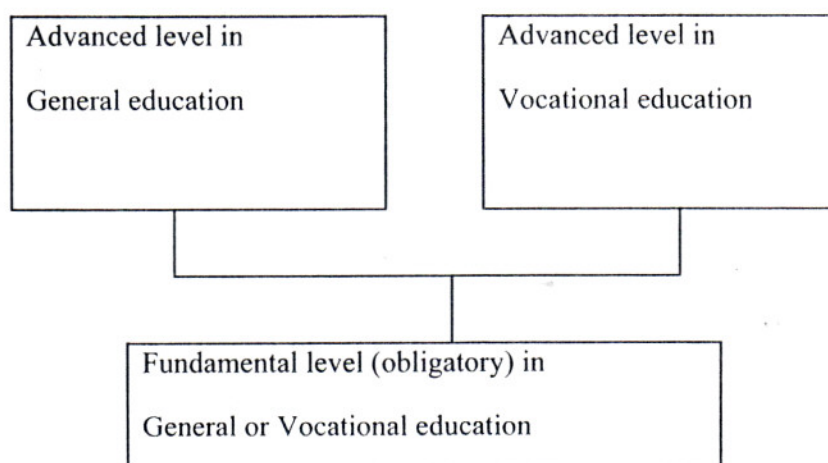 Advanced level in
General education
Advanced level in
Vocational education
Fundamental level (obligatory) in
General or Vocational education